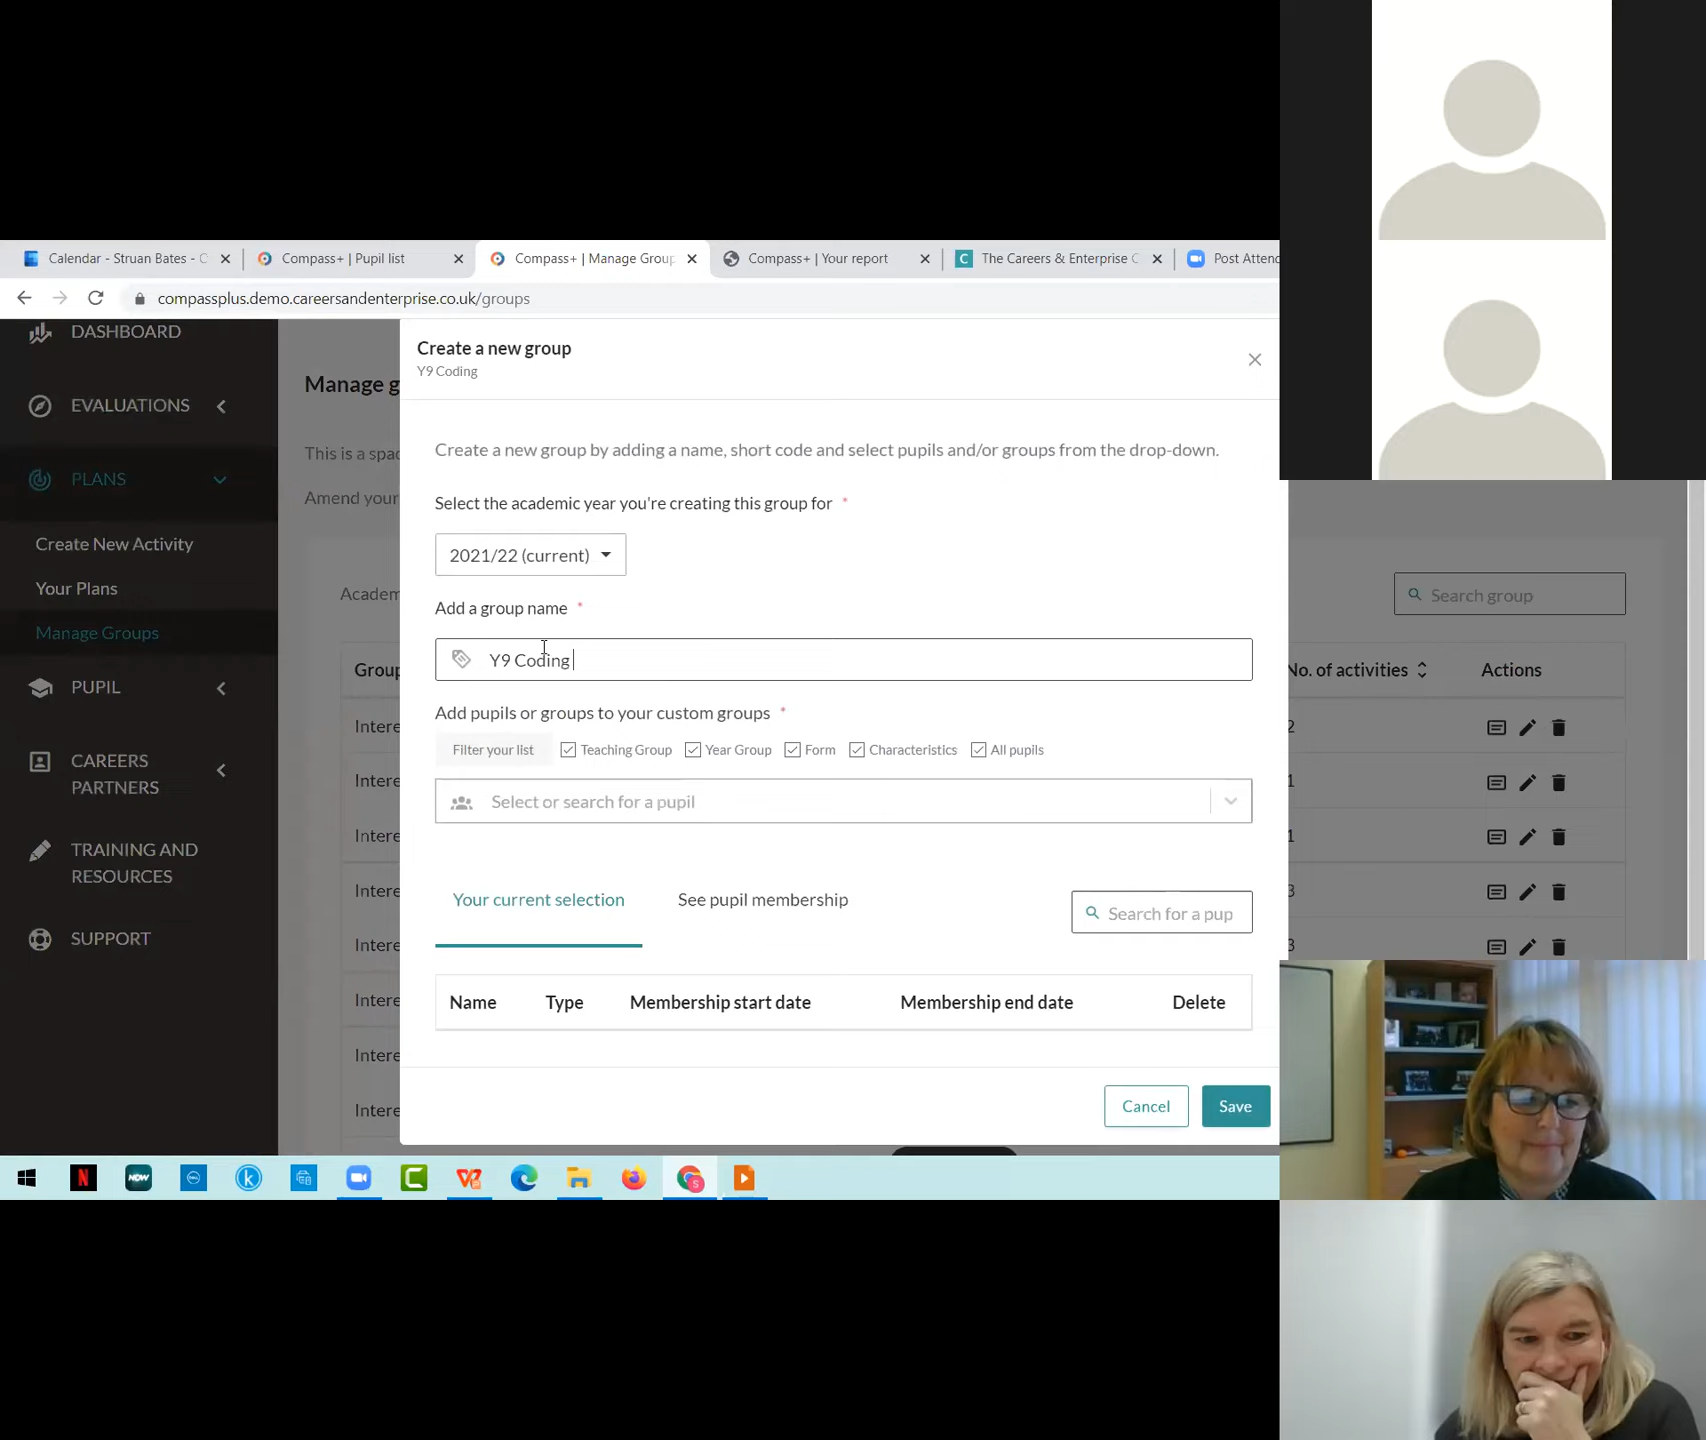 Calendar - Struan Bates - C
Compass+ | Pupil list
Compass+ | Manage Group
Compass+ | Your report
The Careers & Enterprise C
Post Attend
compassplus.demo.careersandenterprise.co.uk/groups
DASHBOARD
EVALUATIONS
PLANS
Create New Activity
Your Plans
Manage Groups
PUPIL
CAREERS
PARTNERS
TRAINING AND
RESOURCES
SUPPORT
Manage g
This is a spac
Amend your
Academ
Group
Intere
Intere
Intere
Intere
Intere
Intere
Intere
Intere
Create a new group
Y9 Coding
Create a new group by adding a name, short code and select pupils and/or groups from the drop-down.
Select the academic year you're creating this group for *
2021/22 (current)
Add a group name *
Y9 Coding
Add pupils or groups to your custom groups *
Filter your list Teaching Group Year Group Form Characteristics All pupils
Select or search for a pupil
Your current selection See pupil membership
Search for a pup
Name Type Membership start date Membership end date Delete
Cancel Save
Search group
No. of activities Actions
2
1
1
3
3
N
NOW
k
C
S